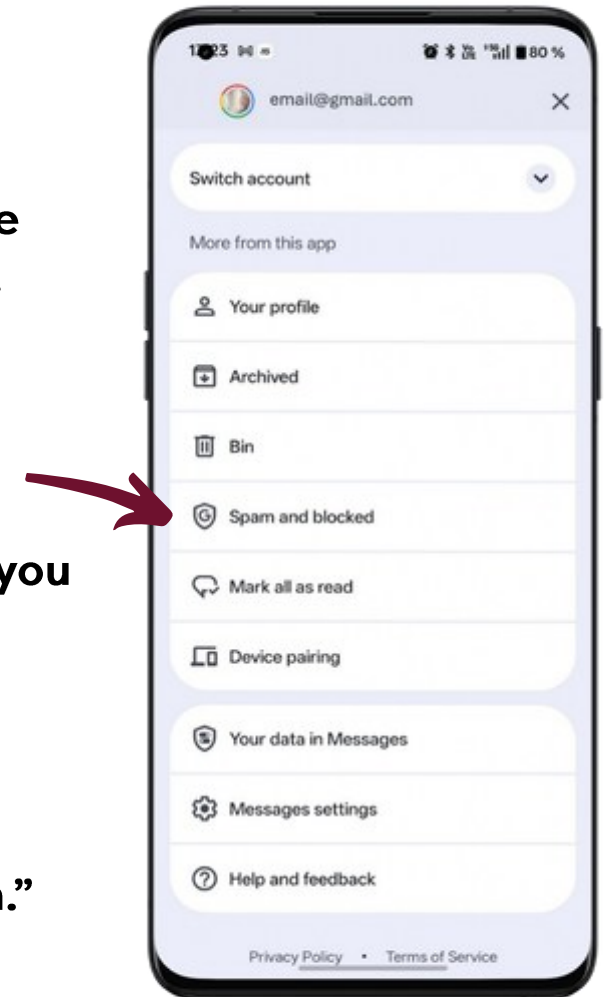 80 %
email@gmail.com
Switch account
e
More from this app
Your profile
Archived
Bin
Spam and blocked
you
Mark all as read
Device pairing
Your data in Messages
Messages settings
Help and feedback
.”
Privacy Policy • Terms of Service